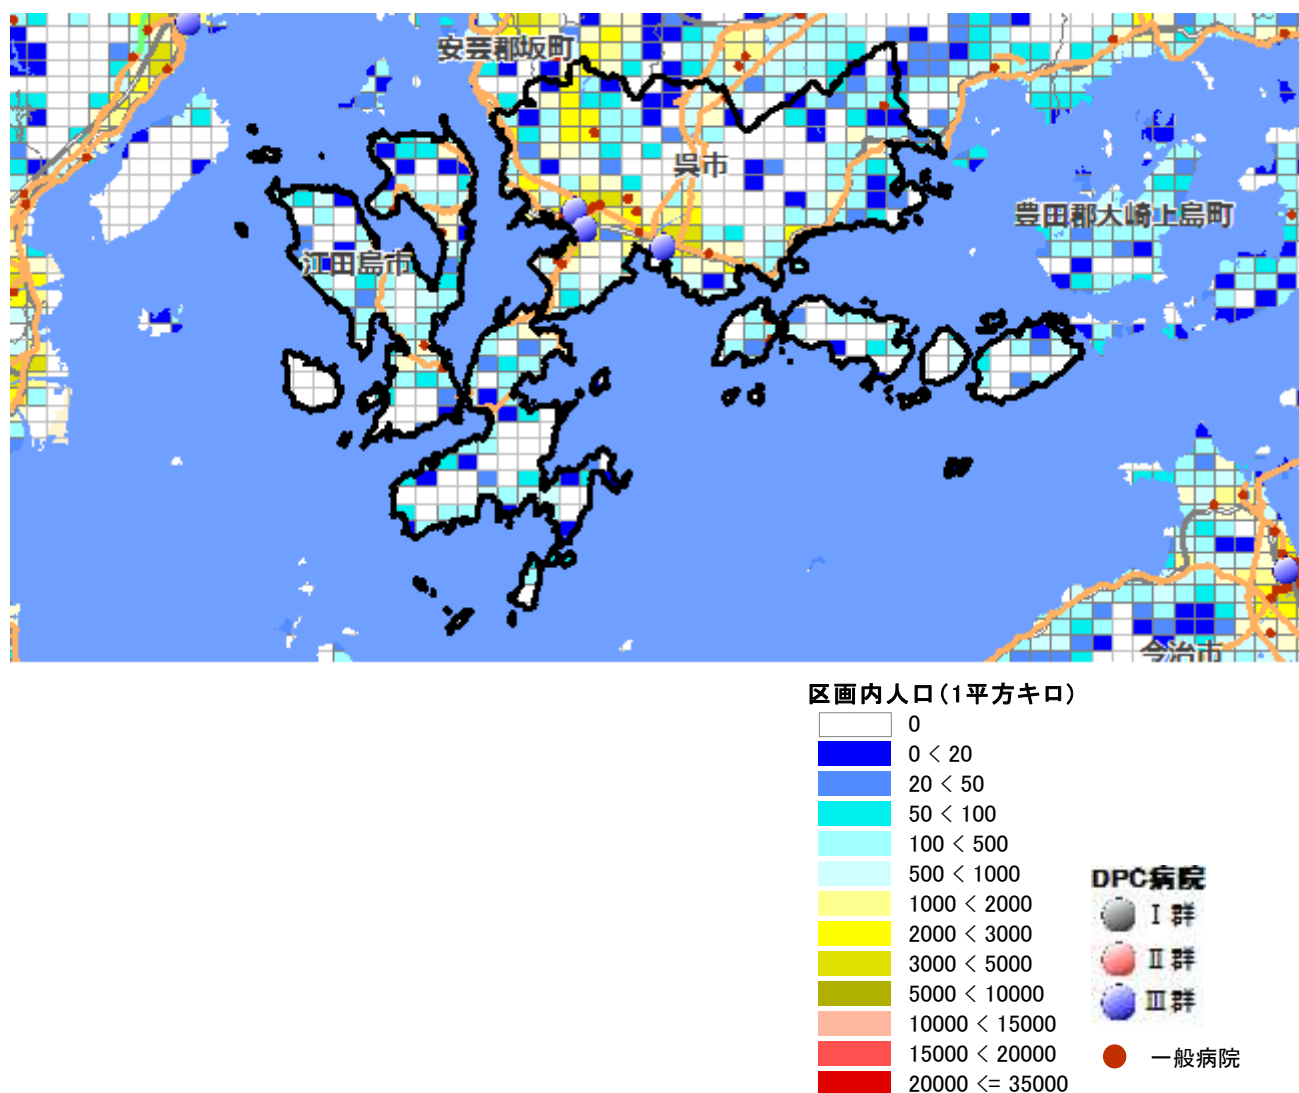 安芸郡坂町
呉市
豊田郡大崎上島町
江田島市
今治市
区画内人口(1平方キロ)
0
0 < 20
20 < 50
50 < 100
100 < 500
500 < 1000
1000 < 2000
2000 < 3000
3000 < 5000
5000 < 10000
10000 < 15000
15000 < 20000
20000 <= 35000
DPC病院
Ⅰ群
Ⅱ群
Ⅲ群
一般病院